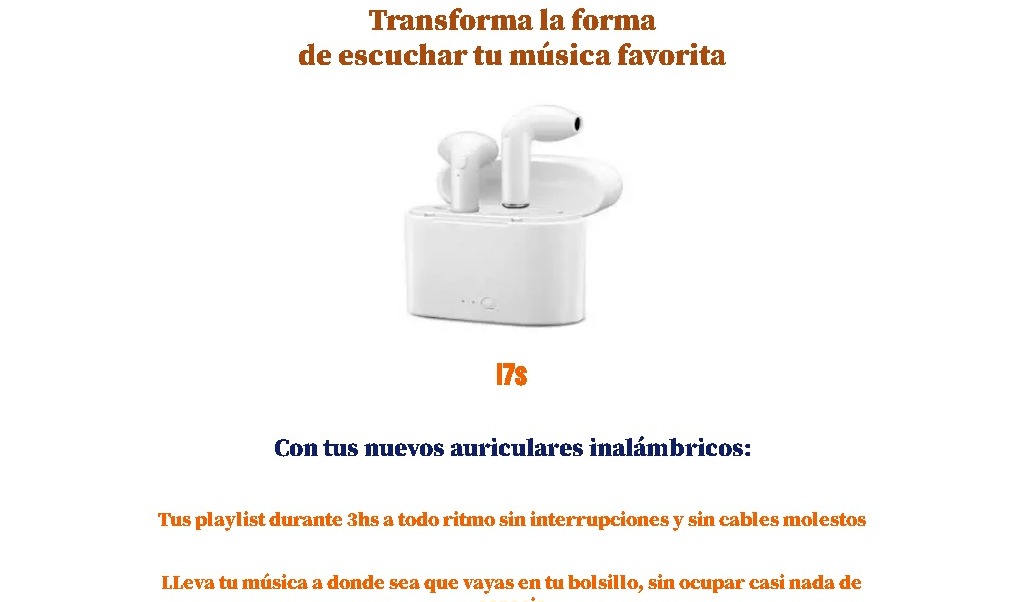 Transforma la forma
de escuchar tu música favorita
I7s
Con tus nuevos auriculares inalámbricos:
Tus playlist durante 3hs a todo ritmo sin interrupciones y sin cables molestos
LLeva tu música a donde sea que vayas en tu bolsillo, sin ocupar casi nada de